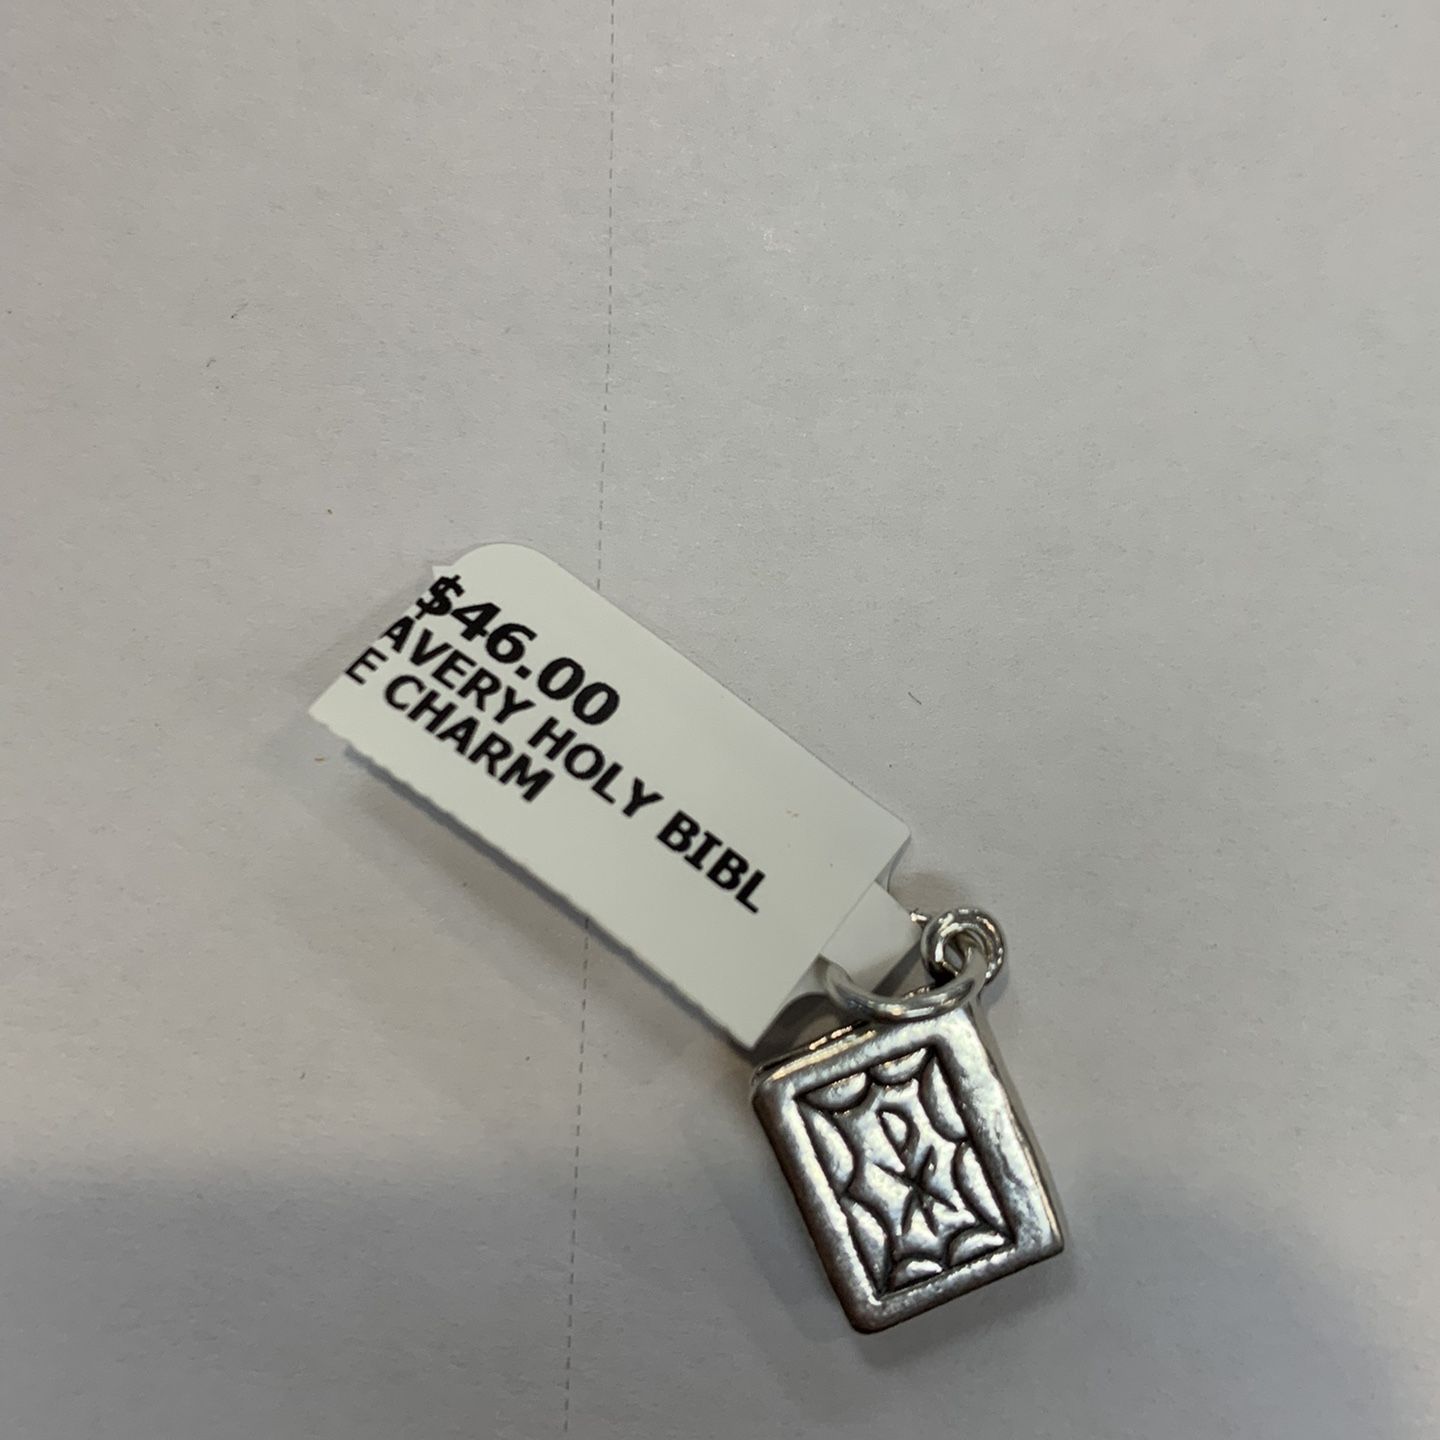 $46.00
AVERY HOLY BIBL
E CHARM